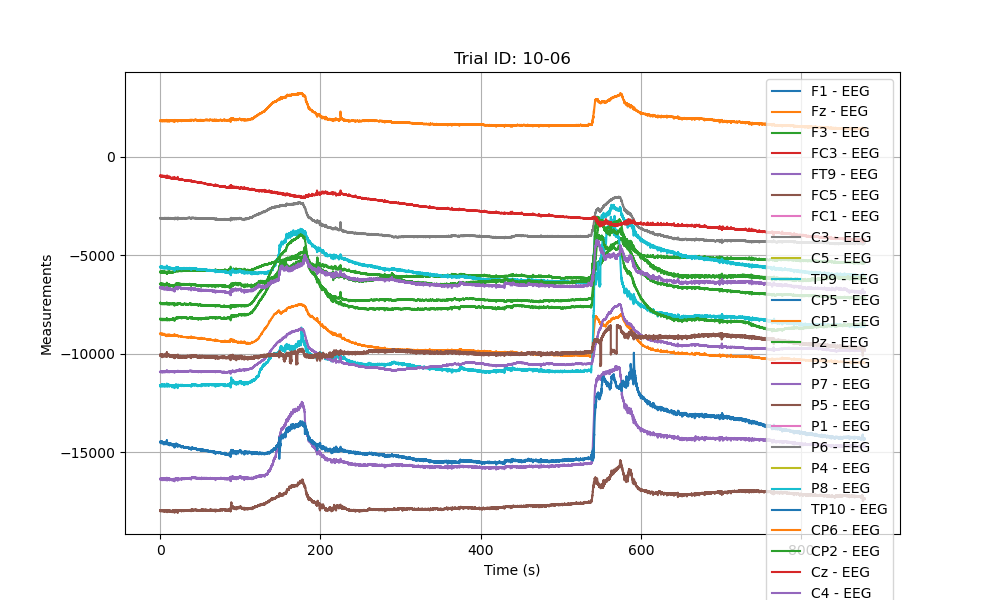 Trial ID: 10-06
Measurements
0
−5000
−10000
−15000
0
200
400
600
800
Time (s)
F1 - EEG
Fz - EEG
F3 - EEG
FC3 - EEG
FT9 - EEG
FC5 - EEG
FC1 - EEG
C3 - EEG
C5 - EEG
TP9 - EEG
CP5 - EEG
CP1 - EEG
Pz - EEG
P3 - EEG
P7 - EEG
P5 - EEG
P1 - EEG
P6 - EEG
P4 - EEG
P8 - EEG
TP10 - EEG
CP6 - EEG
CP2 - EEG
Cz - EEG
C4 - EEG